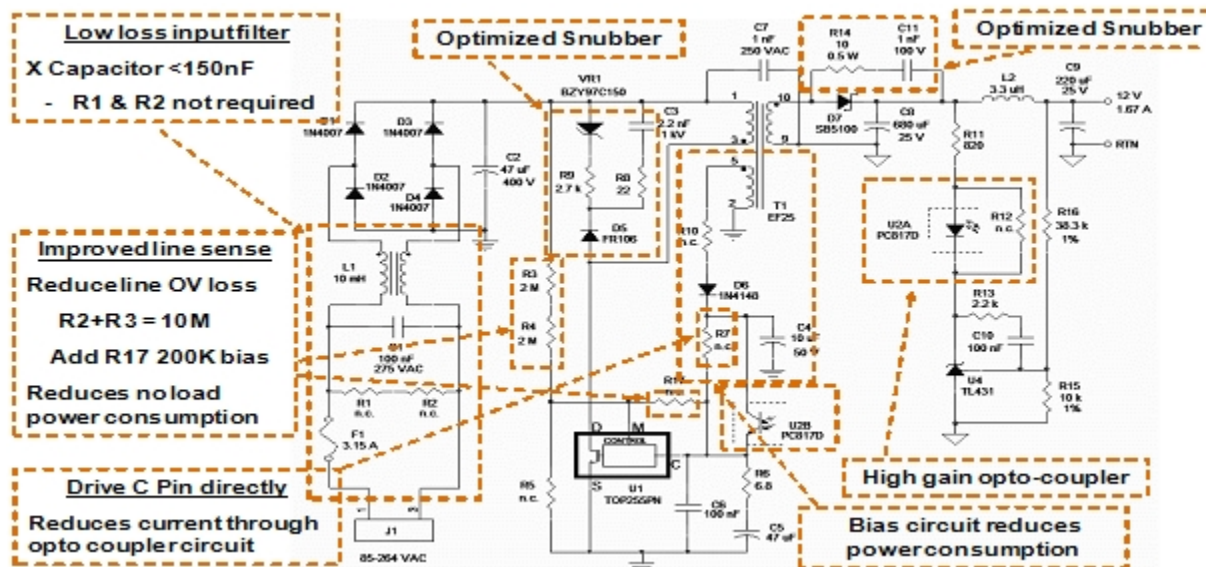 Low loss input filter
X Capacitor <150nF
- R1 & R2 not required
Optimized Snubber
Optimized Snubber
Improved line sense
Reduce line OV loss
R2+R3 = 10M
Add R17 200K bias
Reduces no load
power consumption
Drive C Pin directly
Reduces current through
opto coupler circuit
High gain opto-coupler
Bias circuit reduces
power consumption
1N4007
D3
1N4007
D2
1N4007
D4
1N4007
C2
47 uF
400 V
L1
10 mH
100 nF
275 VAC
R1
n.c.
R2
n.c.
F1
3.15 A
J1
85-264 VAC
VR1
BZY97C150
C3
2.2 nF
1 kV
R9
2.7 k
R8
22
D5
FR106
R3
2 M
R4
2 M
R5
n.c.
C7
1 nF
250 VAC
1
3
5
2
10
9
T1
EF25
R10
n.c.
D6
1N4148
R7
n.c.
C4
10 uF
50 V
n.c.
U2B
PC817D
D
M
CONTROL
C
S
U1
TOP255PN
C6
100 nF
R6
6.8
C5
47 uF
R14
10
0.5 W
C11
1 nF
100 V
D7
SB5100
C8
680 uF
25 V
L2
3.3 uH
C9
220 uF
25 V
12 V
1.67 A
RTN
R11
820
U2A
PC817D
R12
n.c.
R16
38.3 k
1%
R13
2.2 k
C10
100 nF
U4
TL431
R15
10 k
1%